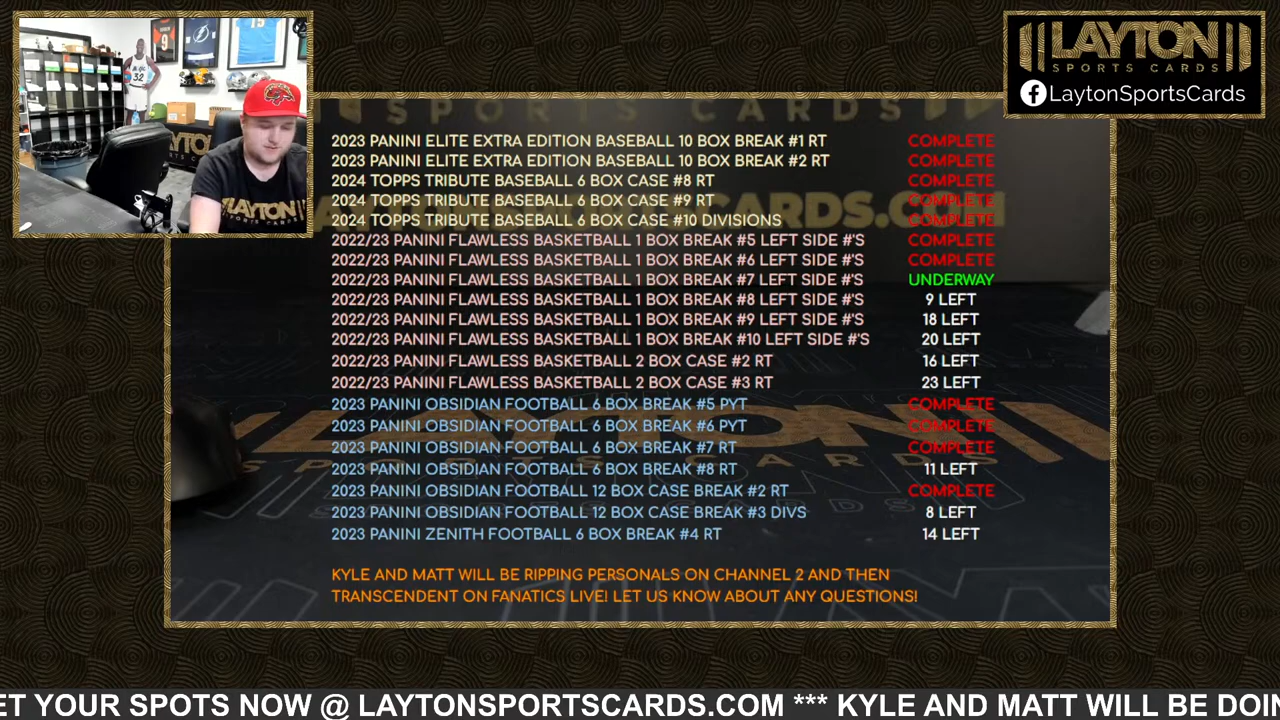 LAYTON
SPORTS CARDS
LaytonSportsCards
2023 PANINI ELITE EXTRA EDITION BASEBALL 10 BOX BREAK #1 RT COMPLETE
2023 PANINI ELITE EXTRA EDITION BASEBALL 10 BOX BREAK #2 RT COMPLETE
2024 TOPPS TRIBUTE BASEBALL 6 BOX CASE #8 RT COMPLETE
2024 TOPPS TRIBUTE BASEBALL 6 BOX CASE #9 RT COMPLETE
2024 TOPPS TRIBUTE BASEBALL 6 BOX CASE #10 DIVISIONS COMPLETE
2022/23 PANINI FLAWLESS BASKETBALL 1 BOX BREAK #5 LEFT SIDE #'S COMPLETE
2022/23 PANINI FLAWLESS BASKETBALL 1 BOX BREAK #6 LEFT SIDE #'S COMPLETE
2022/23 PANINI FLAWLESS BASKETBALL 1 BOX BREAK #7 LEFT SIDE #'S UNDERWAY
2022/23 PANINI FLAWLESS BASKETBALL 1 BOX BREAK #8 LEFT SIDE #'S 9 LEFT
2022/23 PANINI FLAWLESS BASKETBALL 1 BOX BREAK #9 LEFT SIDE #'S 18 LEFT
2022/23 PANINI FLAWLESS BASKETBALL 1 BOX BREAK #10 LEFT SIDE #'S 20 LEFT
2022/23 PANINI FLAWLESS BASKETBALL 2 BOX CASE #2 RT 16 LEFT
2022/23 PANINI FLAWLESS BASKETBALL 2 BOX CASE #3 RT 23 LEFT
2023 PANINI OBSIDIAN FOOTBALL 6 BOX BREAK #5 PYT COMPLETE
2023 PANINI OBSIDIAN FOOTBALL 6 BOX BREAK #6 PYT COMPLETE
2023 PANINI OBSIDIAN FOOTBALL 6 BOX BREAK #7 RT COMPLETE
2023 PANINI OBSIDIAN FOOTBALL 6 BOX BREAK #8 RT 11 LEFT
2023 PANINI OBSIDIAN FOOTBALL 12 BOX CASE BREAK #2 RT COMPLETE
2023 PANINI OBSIDIAN FOOTBALL 12 BOX CASE BREAK #3 DIVS 8 LEFT
2023 PANINI ZENITH FOOTBALL 6 BOX BREAK #4 RT 14 LEFT
KYLE AND MATT WILL BE RIPPING PERSONALS ON CHANNEL 2 AND THEN
TRANSCENDENT ON FANATICS LIVE! LET US KNOW ABOUT ANY QUESTIONS!
ET YOUR SPOTS NOW @ LAYTONSPORTSCARDS.COM *** KYLE AND MATT WILL BE DOIN